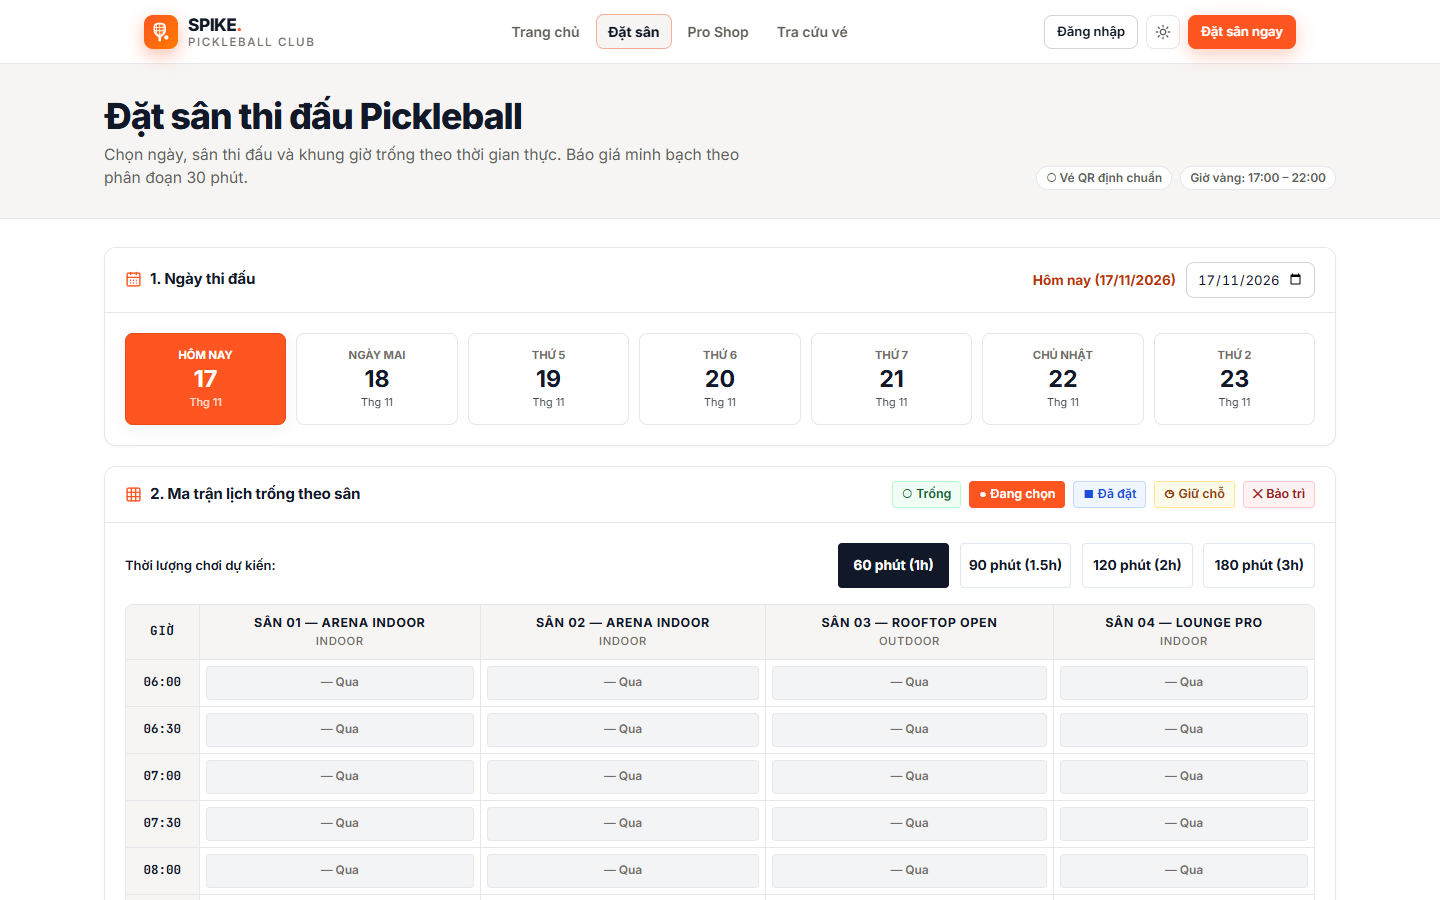 SPIKE.
PICKLEBALL CLUB
Trang chủ
Đặt sân
Pro Shop
Tra cứu vé
Đăng nhập
Đặt sân ngay
Đặt sân thi đấu Pickleball
Chọn ngày, sân thi đấu và khung giờ trống theo thời gian thực. Báo giá minh bạch theo
phân đoạn 30 phút.
Vé QR định chuẩn
Giờ vàng: 17:00 – 22:00
1. Ngày thi đấu
Hôm nay (17/11/2026)
17/11/2026
HÔM NAY
17
Thg 11
NGÀY MAI
18
Thg 11
THỨ 5
19
Thg 11
THỨ 6
20
Thg 11
THỨ 7
21
Thg 11
CHỦ NHẬT
22
Thg 11
THỨ 2
23
Thg 11
2. Ma trận lịch trống theo sân
Trống
Đang chọn
Đã đặt
Giữ chỗ
Bảo trì
Thời lượng chơi dự kiến:
60 phút (1h)
90 phút (1.5h)
120 phút (2h)
180 phút (3h)
GIỜ
SÂN 01 — ARENA INDOOR
INDOOR
SÂN 02 — ARENA INDOOR
INDOOR
SÂN 03 — ROOFTOP OPEN
OUTDOOR
SÂN 04 — LOUNGE PRO
INDOOR
06:00
— Qua
— Qua
— Qua
— Qua
06:30
— Qua
— Qua
— Qua
— Qua
07:00
— Qua
— Qua
— Qua
— Qua
07:30
— Qua
— Qua
— Qua
— Qua
08:00
— Qua
— Qua
— Qua
— Qua